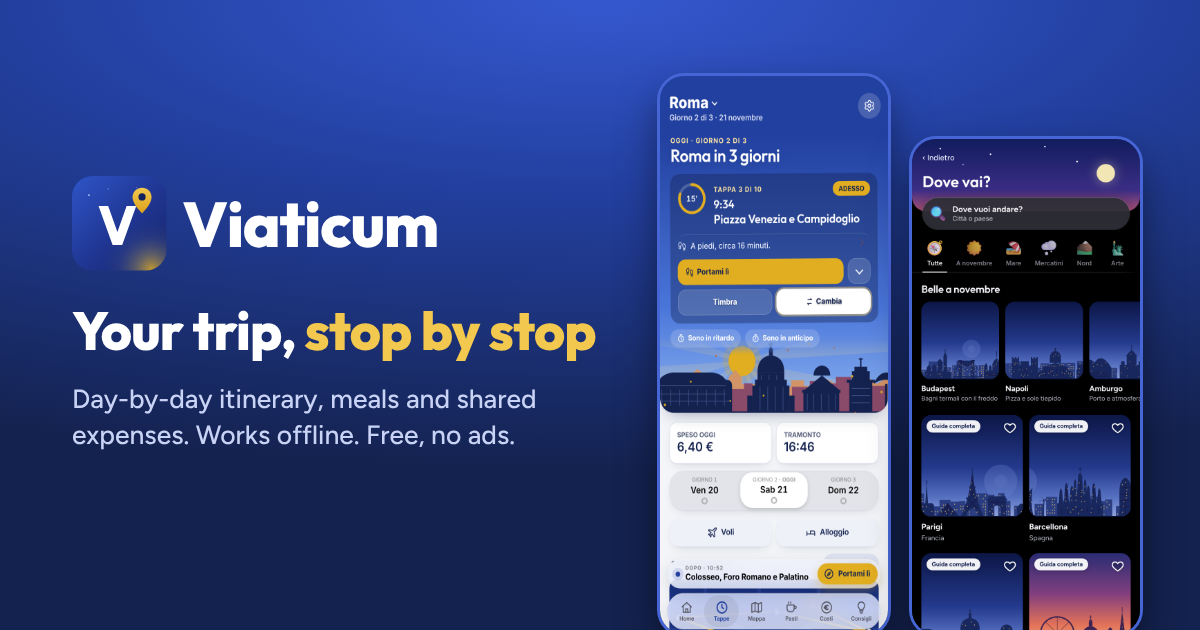 V
Viaticum
Your trip, stop by stop
Day-by-day itinerary, meals and shared
expenses. Works offline. Free, no ads.
Roma
Giorno 2 di 3 · 21 novembre
OGGI · GIORNO 2 DI 3
Roma in 3 giorni
15'
TAPPA 3 DI 10
ADESSO
9:34
Piazza Venezia e Campidoglio
A piedi, circa 16 minuti.
Portami lì
Timbra
Cambia
Sono in ritardo
Sono in anticipo
SPESO OGGI
6,40 €
TRAMONTO
16:46
GIORNO 1
Ven 20
GIORNO 2 · OGGI
Sab 21
GIORNO 3
Dom 22
Voli
Alloggio
DOPO · 10:52
Colosseo, Foro Romano e Palatino
Portami lì
Home
Tappe
Mappa
Pasti
Costi
Consigli
‹ Indietro
Dove vai?
Dove vuoi andare?
Città o paese
Tutte
A novembre
Mare
Mercatini
Nord
Arte
Belle a novembre
Budapest
Bagni termali con il freddo
Napoli
Pizza e sole tiepido
Amburgo
Porto e atmosfera
Guida completa
Guida completa
Parigi
Francia
Barcellona
Spagna
Guida completa
Guida completa